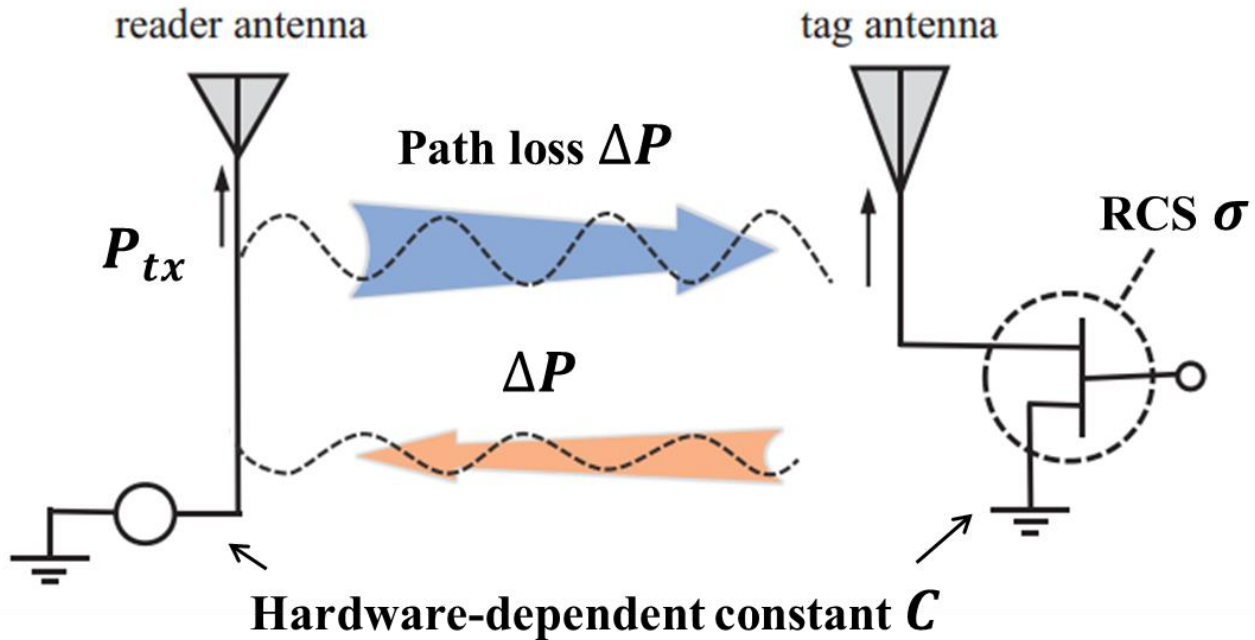 reader antenna
tag antenna
Path loss ΔP
RCS σ
P_tx
ΔP
Hardware-dependent constant C